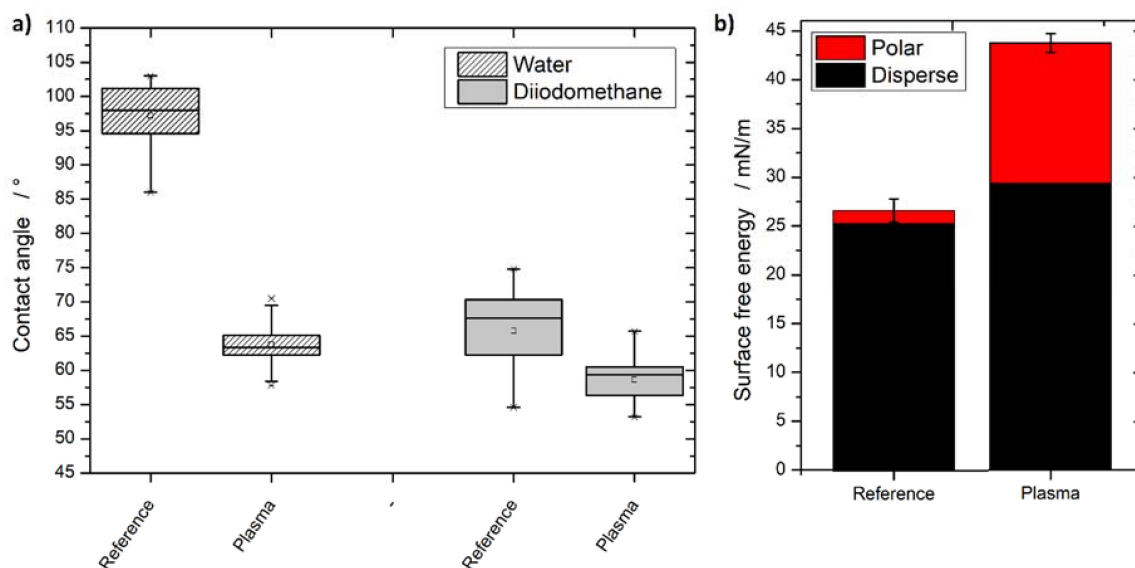 a)
Contact angle / °
105
100
95
90
85
80
75
70
65
60
55
50
45
Water
Diiodomethane
Reference
Plasma
-
Reference
Plasma
b)
Surface free energy / mN/m
45
40
35
30
25
20
15
10
5
0
Polar
Disperse
Reference
Plasma